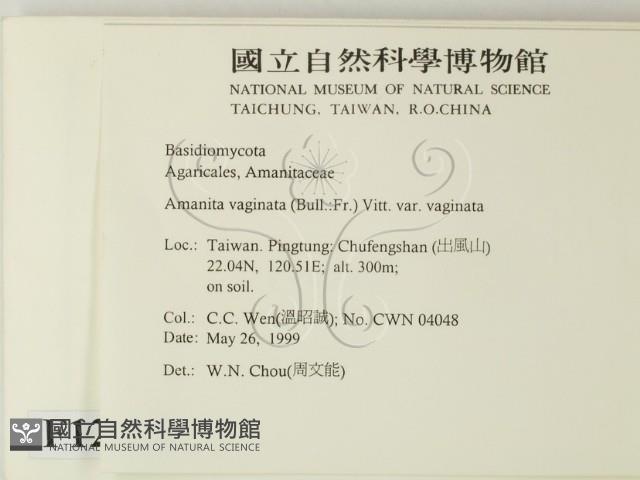 國立自然科學博物館
NATIONAL MUSEUM OF NATURAL SCIENCE
TAICHUNG, TAIWAN, R.O.CHINA
Basidiomycota
Agaricales, Amanitaceae
Amanita vaginata (Bull.:Fr.) Vitt. var. vaginata
Loc.: Taiwan. Pingtung: Chufengshan (出風山)
22.04N, 120.51E; alt. 300m;
on soil.
Col.: C.C. Wen(溫昭誠); No. CWN 04048
Date: May 26, 1999
Det.: W.N. Chou(周文能)
國立自然科學博物館
NATIONAL MUSEUM OF NATURAL SCIENCE